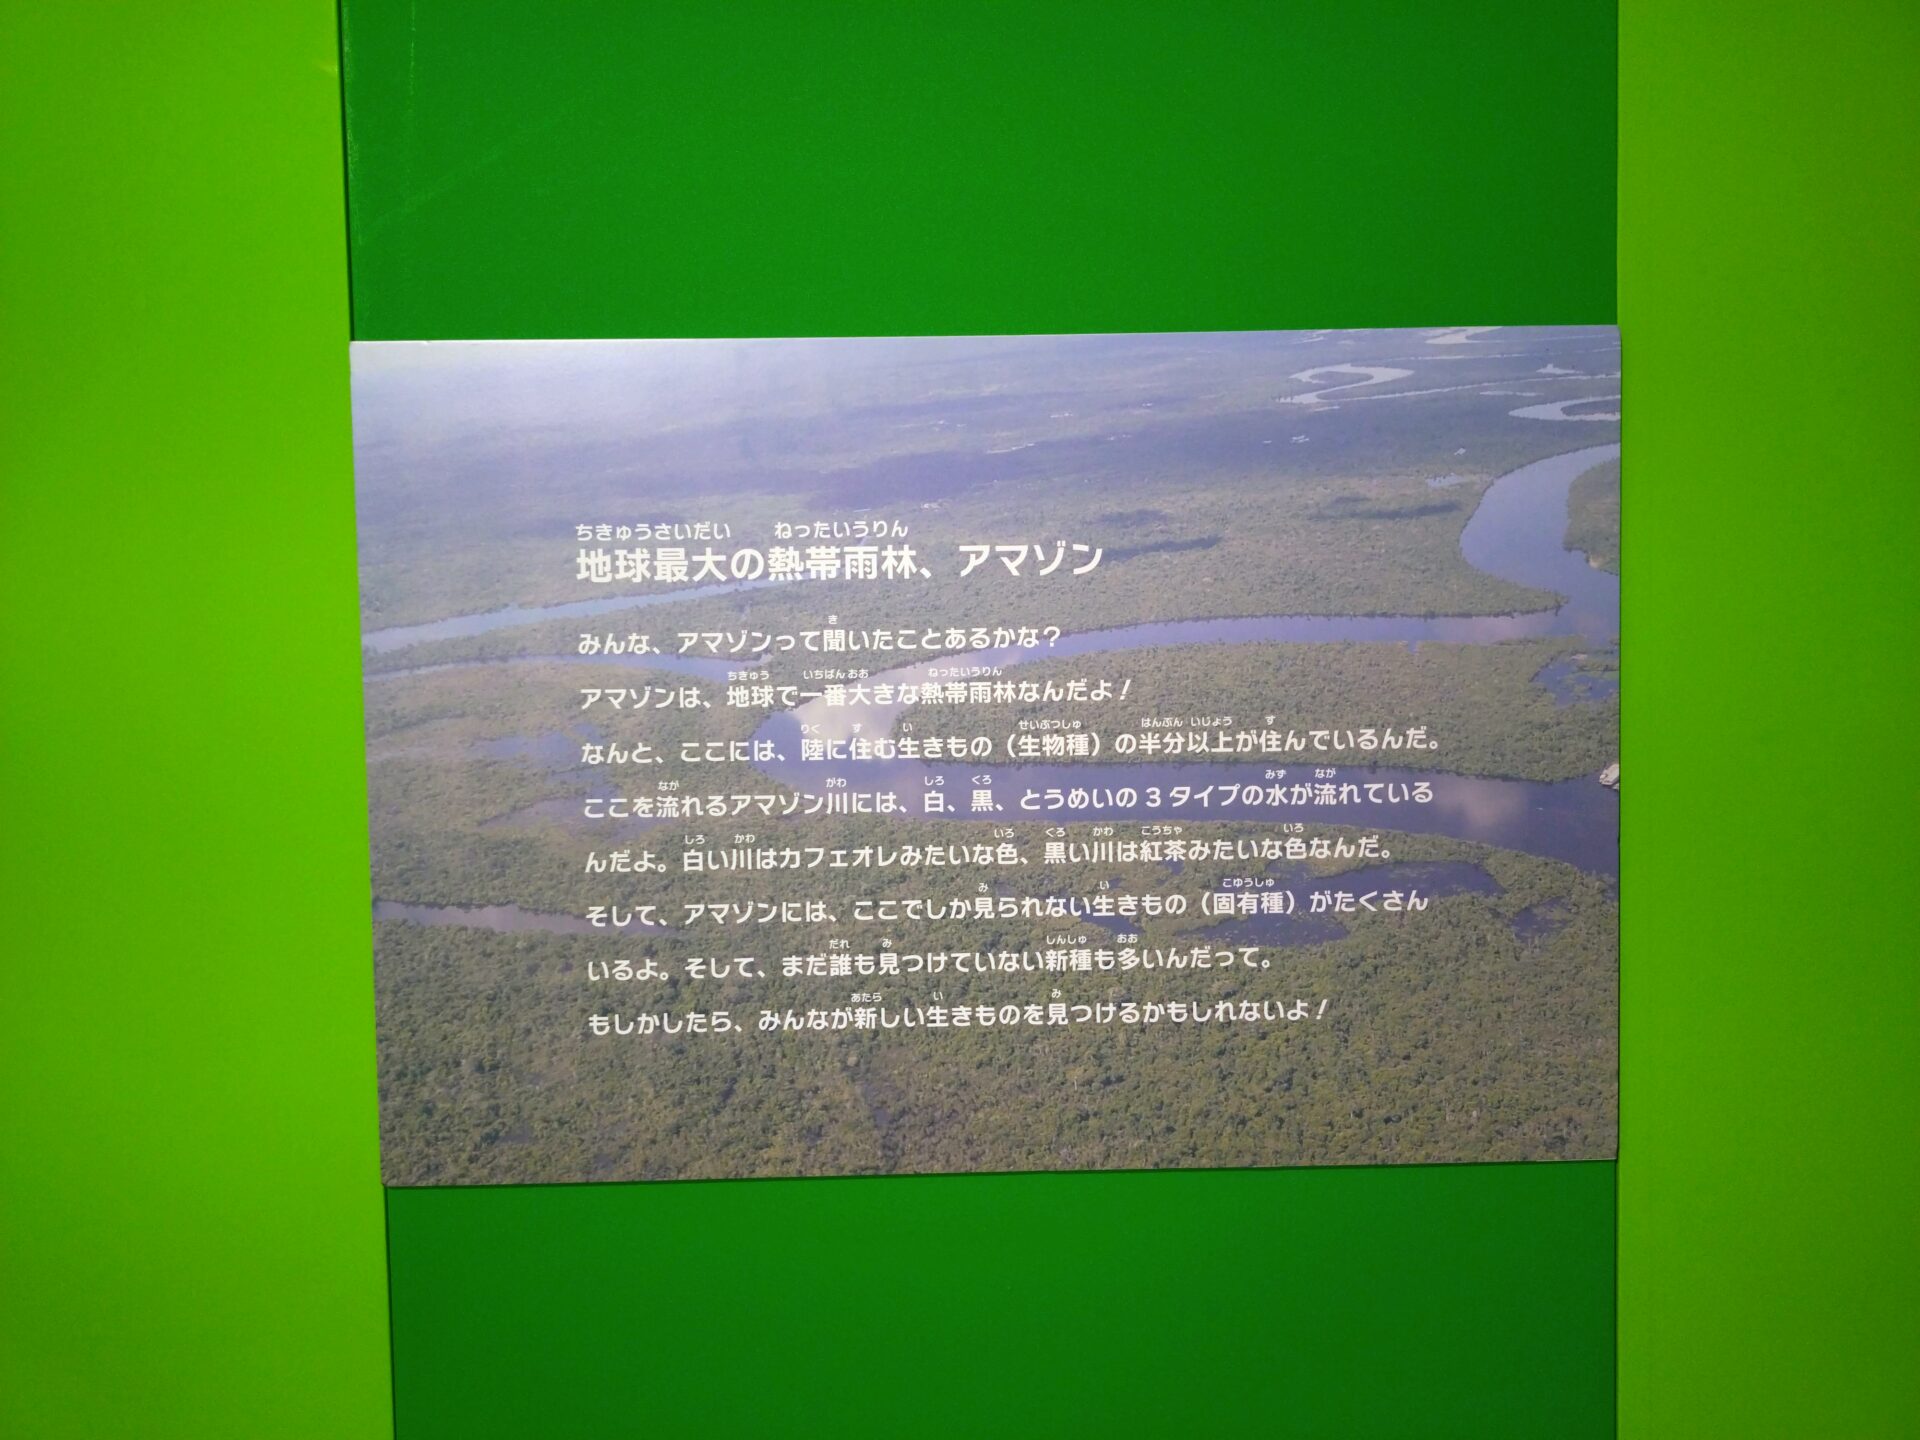 ちきゅうさいだい ねったいうりん
地球最大の熱帯雨林、アマゾン
き
みんな、アマゾンって聞いたことあるかな？
ちきゅう いちばん おお ねったいうりん
アマゾンは、地球で一番大きな熱帯雨林なんだよ！
りく す い せいぶつしゅ はんぶん いじょう す
なんと、ここには、陸に住む生きもの（生物種）の半分以上が住んでいるんだ。
なが がわ しろ くろ みず なが
ここを流れるアマゾン川には、白、黒、とうめいの３タイプの水が流れている
しろ かわ いろ くろ かわ こうちゃ いろ
んだよ。白い川はカフェオレみたいな色、黒い川は紅茶みたいな色なんだ。
み い こゆうしゅ
そして、アマゾンには、ここでしか見られない生きもの（固有種）がたくさん
だれ み しんしゅ おお
いるよ。そして、まだ誰も見つけていない新種も多いんだって。
あたら い み
もしかしたら、みんなが新しい生きものを見つけるかもしれないよ！